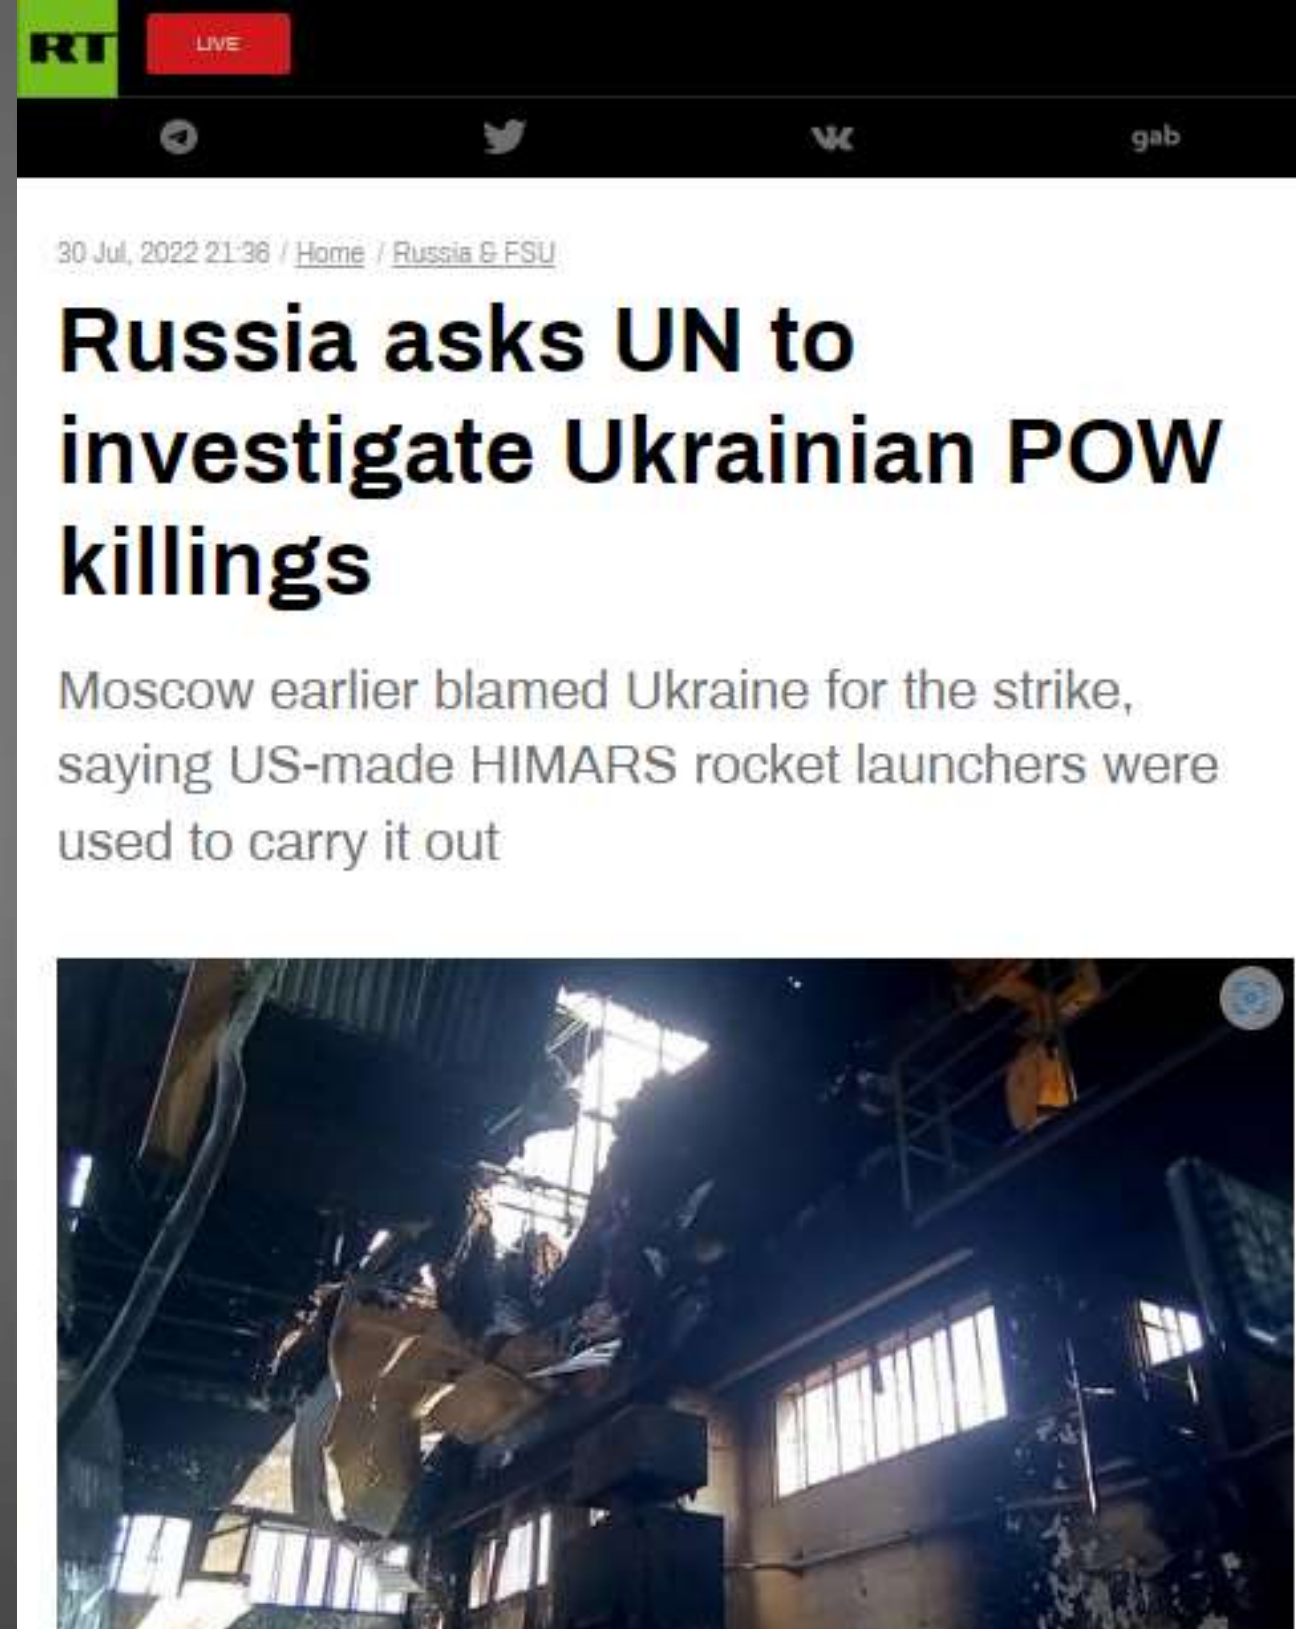 RT
LIVE
gab
30 Jul, 2022 21:36 / Home / Russia & FSU
Russia asks UN to
investigate Ukrainian POW
killings
Moscow earlier blamed Ukraine for the strike,
saying US-made HIMARS rocket launchers were
used to carry it out